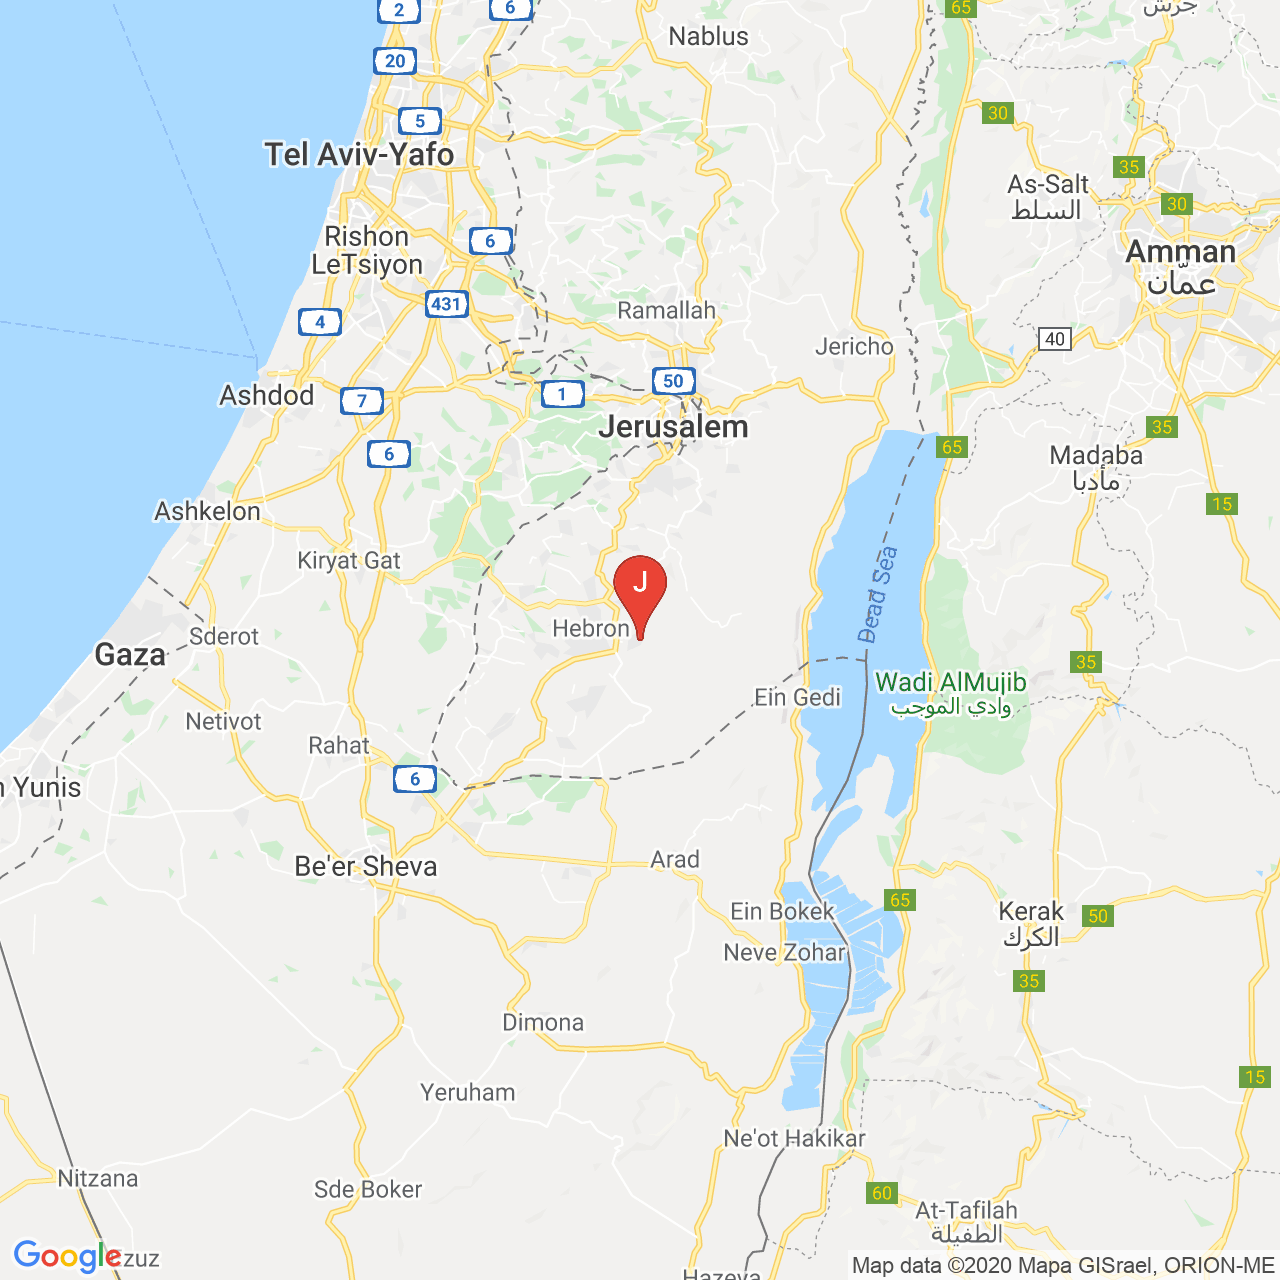 2
6
65
جرش
Nablus
20
5
30
Tel Aviv-Yafo
35
As-Salt
السلط
30
6
Rishon
LeTsiyon
Amman
عمّان
431
4
Ramallah
Jericho
40
50
1
Ashdod
7
Jerusalem
35
65
6
Madaba
مأدبا
15
Ashkelon
Kiryat Gat
Dead Sea
J
Hebron
Sderot
Gaza
35
Wadi AlMujib
وادي الموجب
Ein Gedi
Netivot
Rahat
6
n Yunis
Be'er Sheva
Arad
65
Ein Bokek
Kerak
الكرك
50
Neve Zohar
35
Dimona
15
Yeruham
Ne'ot Hakikar
Nitzana
Sde Boker
60
At-Tafilah
الطفيلة
Google
Ezuz
Hazeva
Map data ©2020 Mapa GISrael, ORION-ME